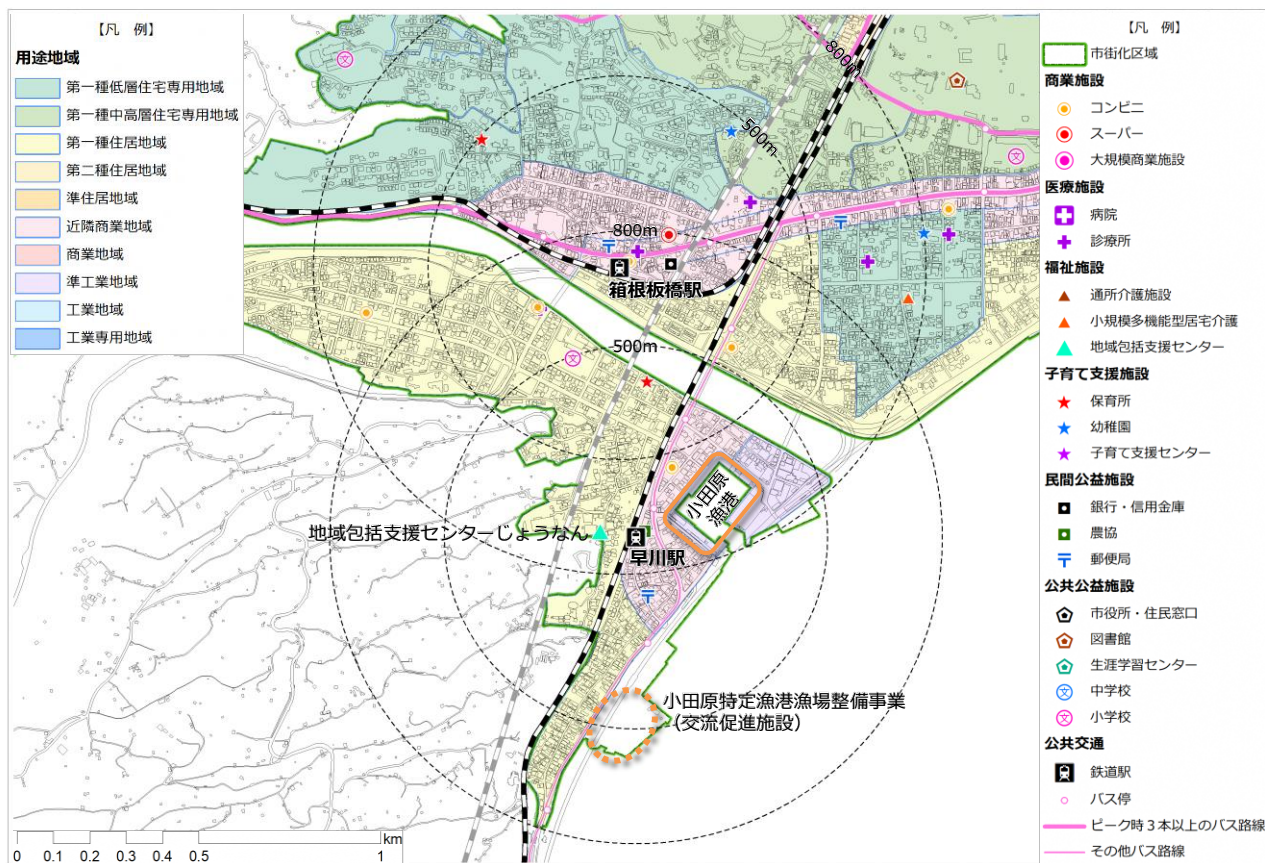 【凡　例】
用途地域
第一種低層住宅専用地域
第一種中高層住宅専用地域
第一種住居地域
第二種住居地域
準住居地域
近隣商業地域
商業地域
準工業地域
工業地域
工業専用地域
文
800m
500m
文
800m
箱根板橋駅
500m
文
小田原
漁港
地域包括支援センターじょうなん
早川駅
小田原特定漁港漁場整備事業
（交流促進施設）
km
0 0.1 0.2 0.3 0.4 0.5 1
【凡　例】
市街化区域
商業施設
コンビニ
スーパー
大規模商業施設
医療施設
病院
診療所
福祉施設
通所介護施設
小規模多機能型居宅介護
地域包括支援センター
子育て支援施設
保育所
幼稚園
子育て支援センター
民間公益施設
銀行・信用金庫
農協
郵便局
公共公益施設
市役所・住民窓口
図書館
生涯学習センター
文 中学校
文 小学校
公共交通
鉄道駅
バス停
ピーク時３本以上のバス路線
その他バス路線